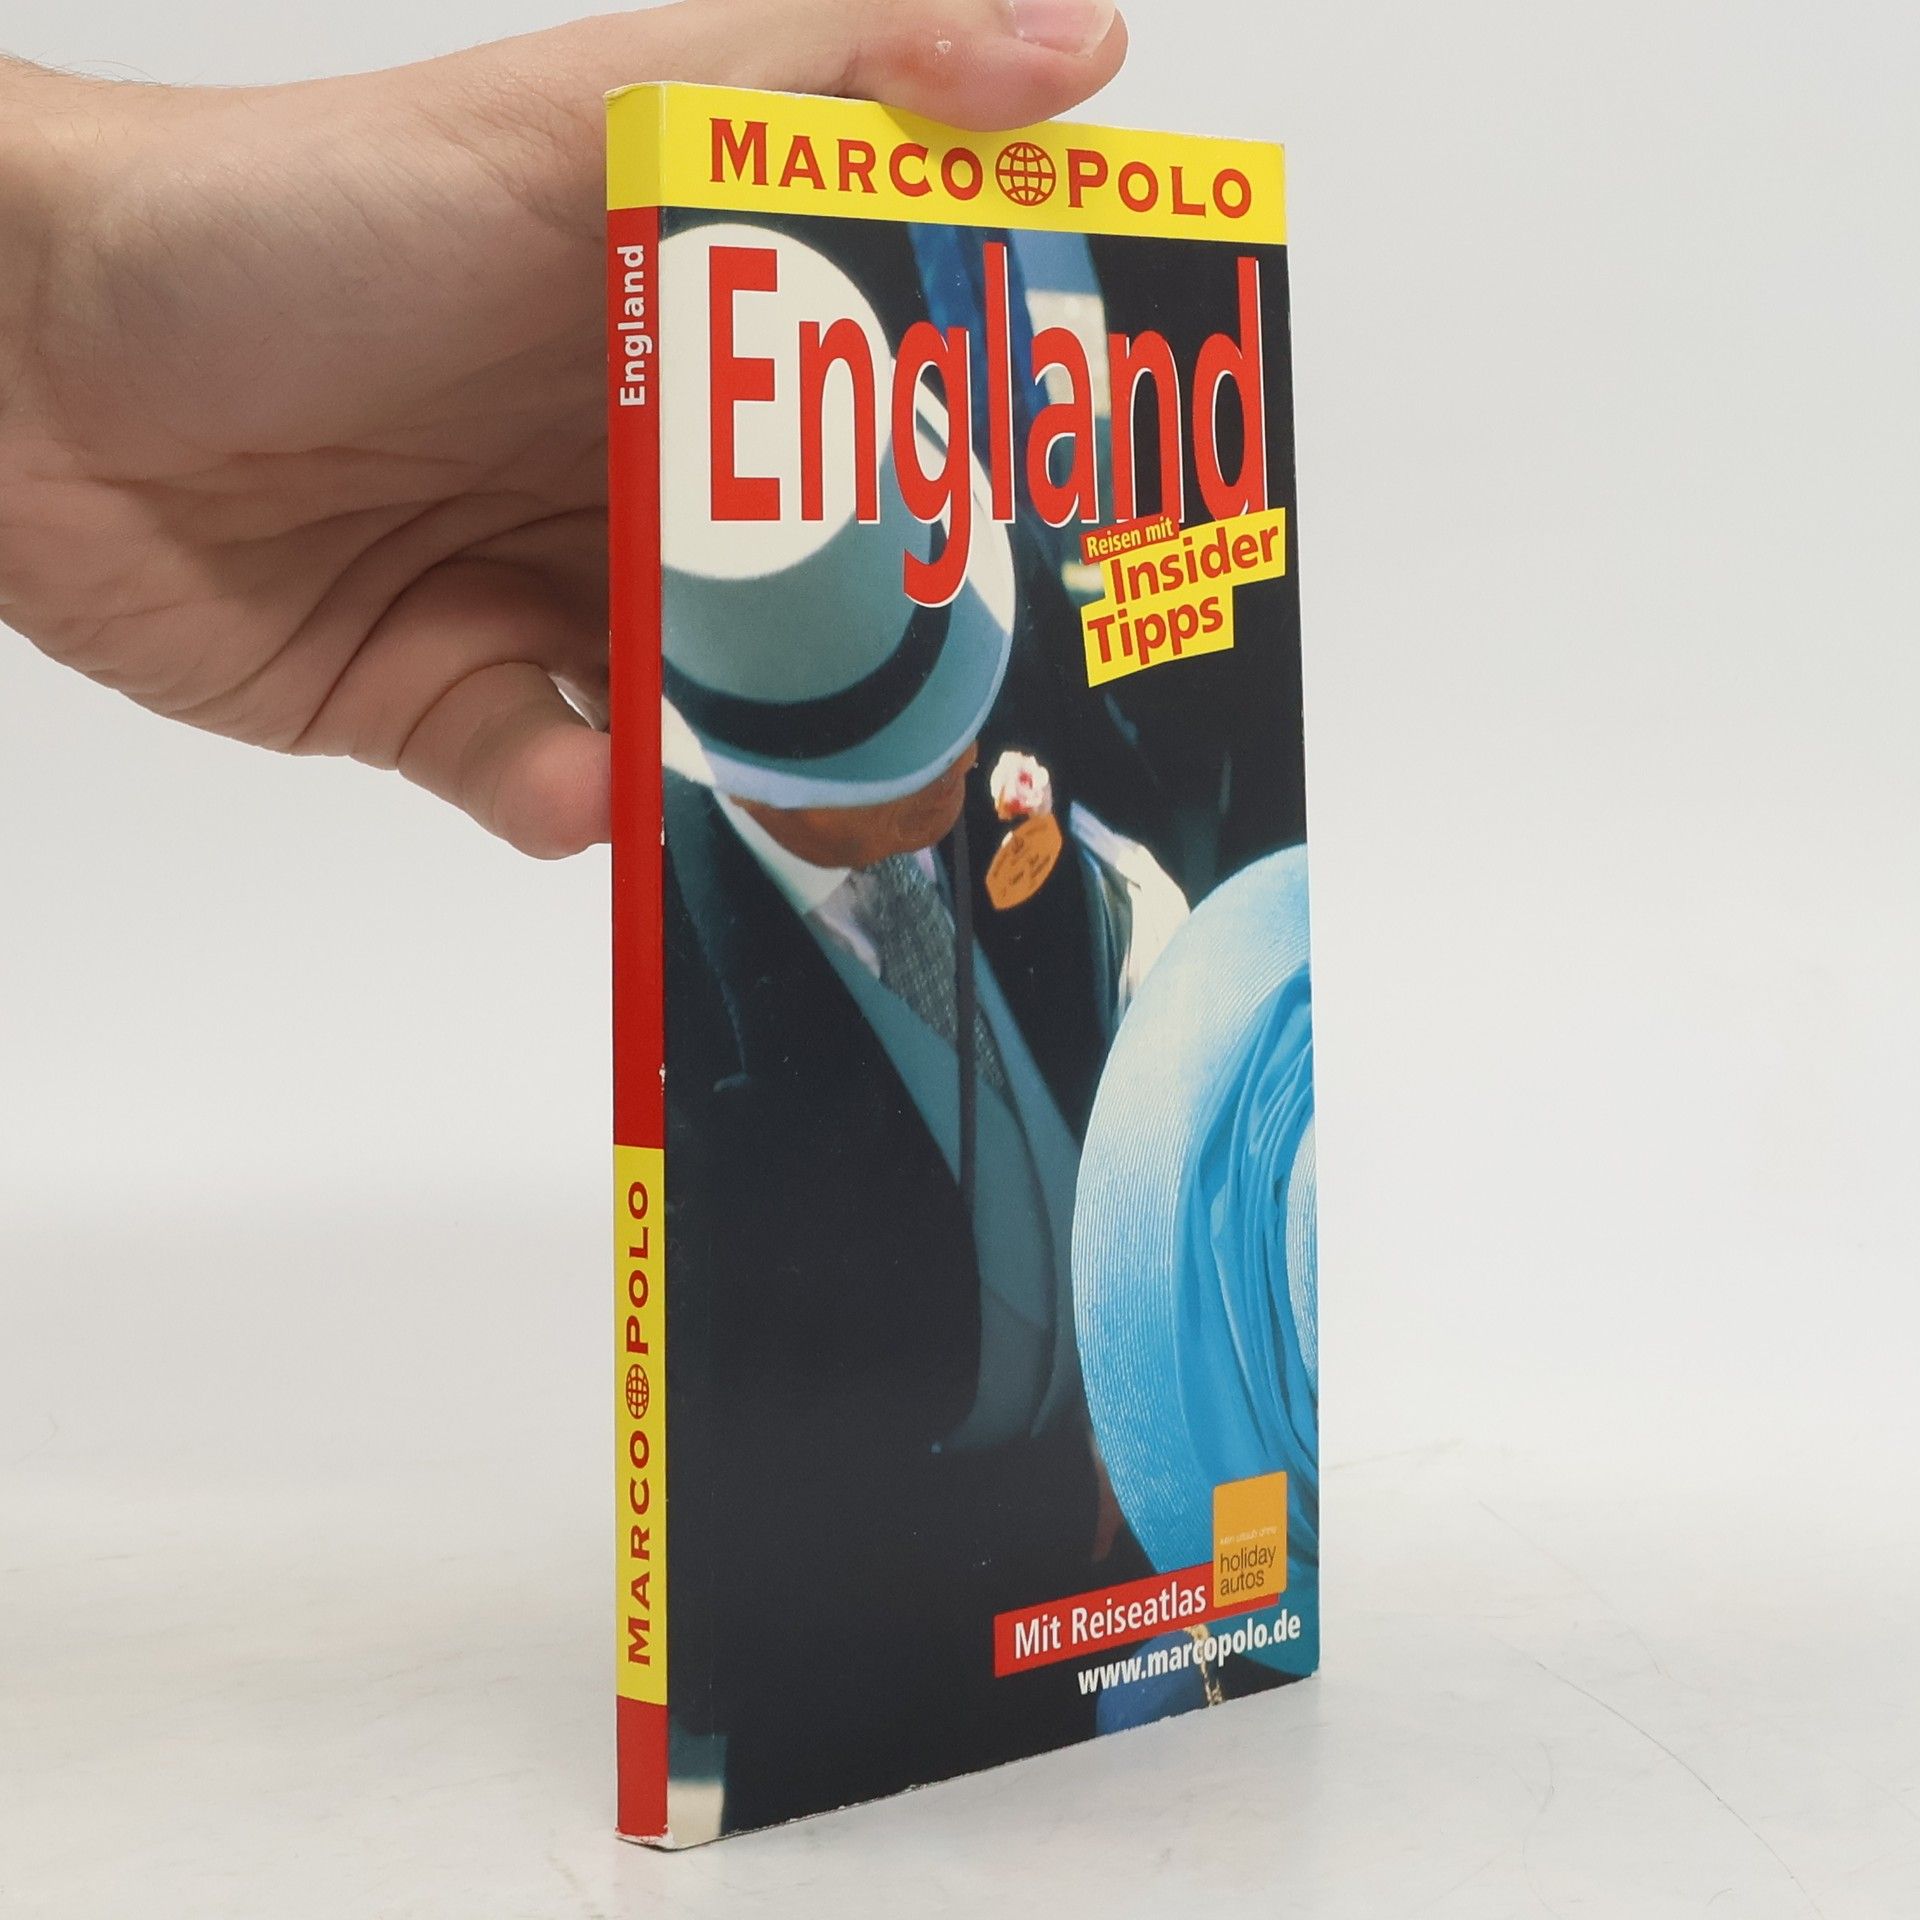 MARCO POLO
England
Reisen mit
Insider
Tipps
holiday
autos
Mit Reiseatlas
www.marcopolo.de
England
MARCO POLO